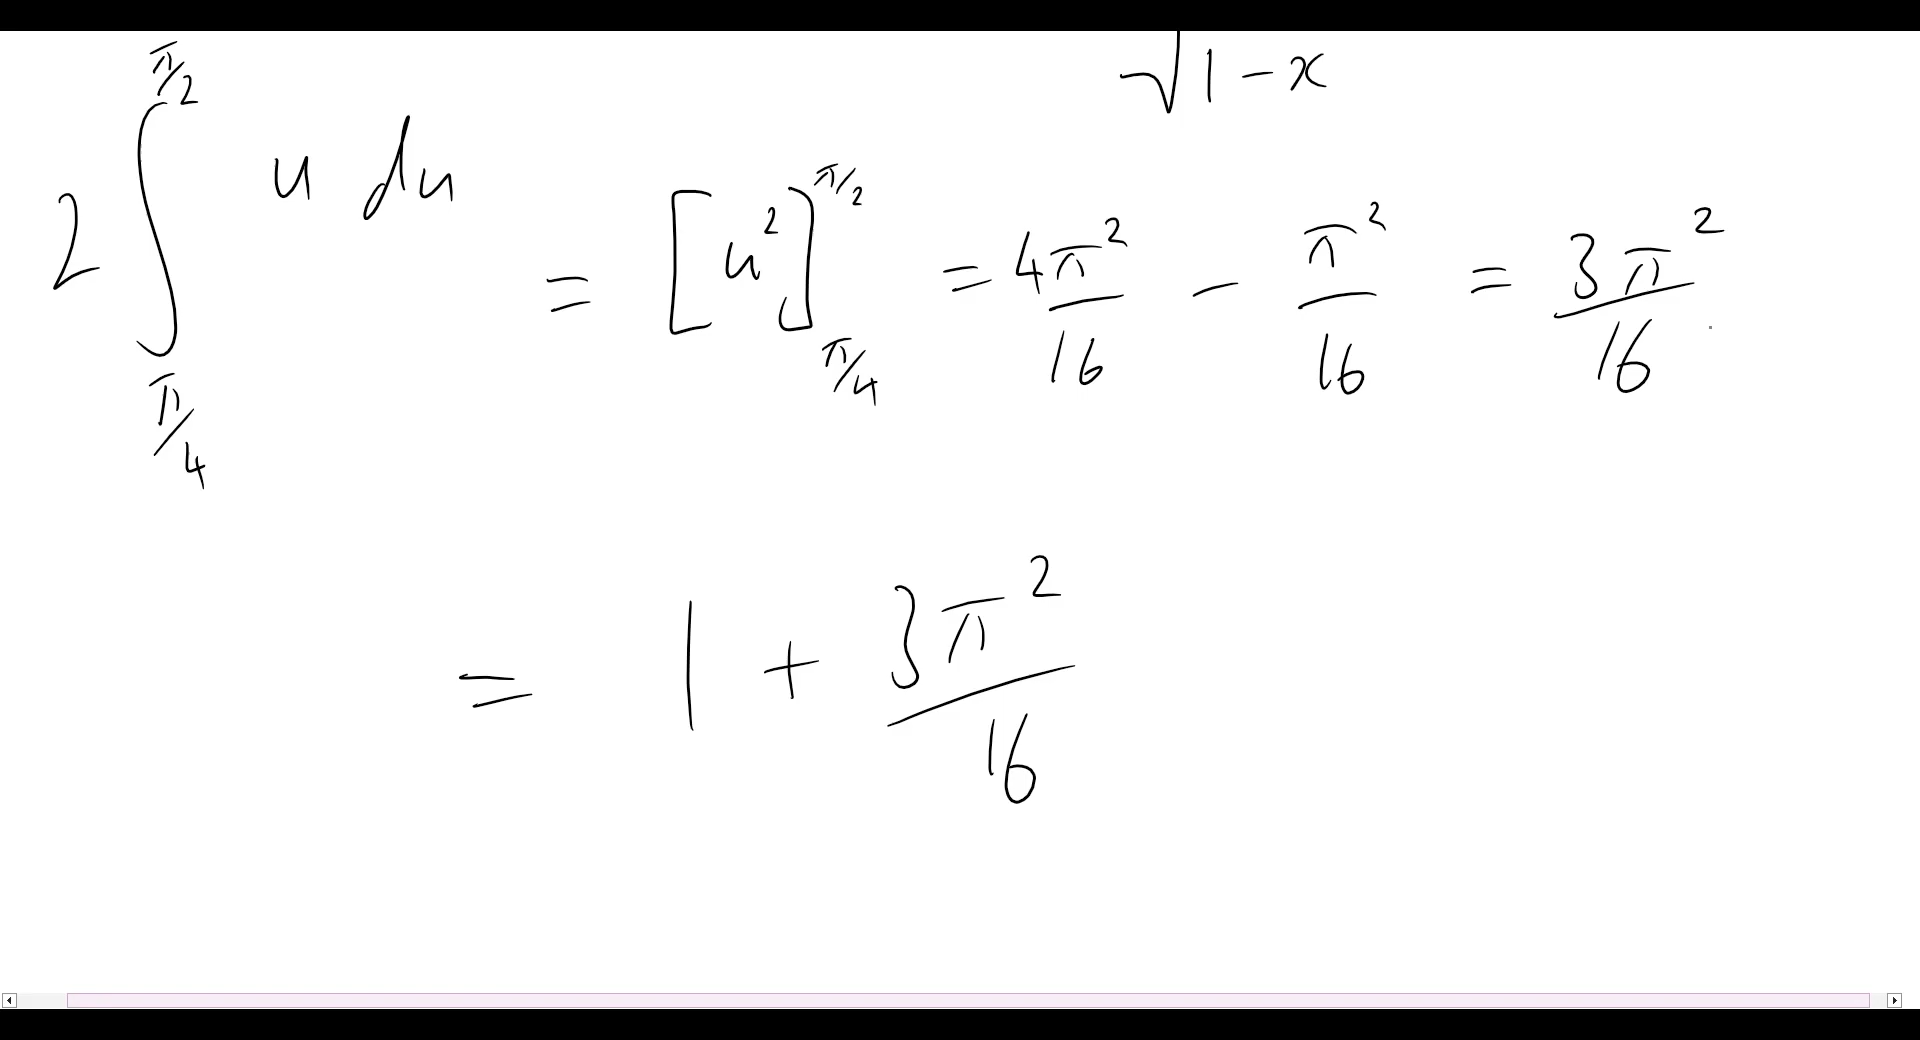 √1 - x
2 ∫_{π/4}^{π/2} u du = [u²]_{π/4}^{π/2} = 4π²/16 - π²/16 = 3π²/16
= 1 + 3π²/16